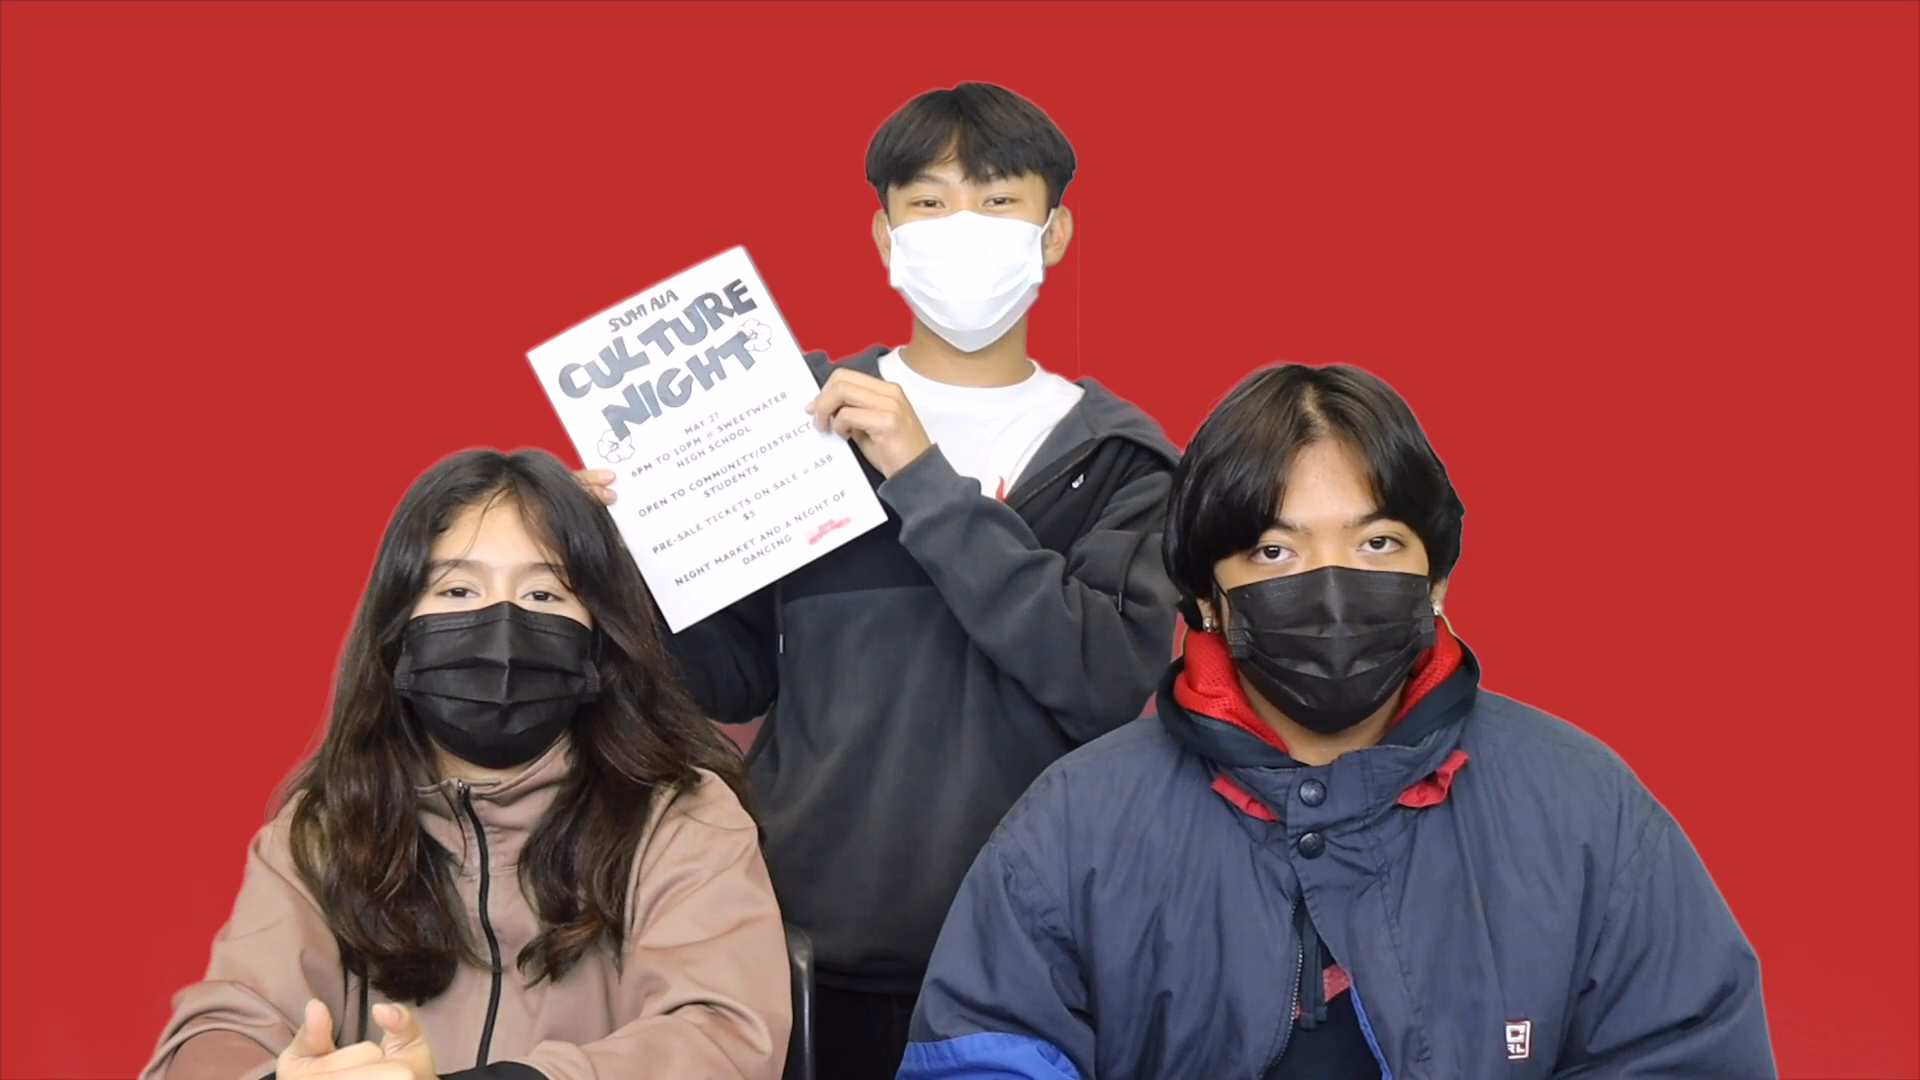 SUHI AIA
CULTURE
NIGHT
MAY 27
6PM TO 10PM @ SWEETWATER
HIGH SCHOOL
OPEN TO COMMUNITY/DISTRICT
STUDENTS
PRE-SALE TICKETS ON SALE @ ASB
$5
NIGHT MARKET AND A NIGHT OF
DANCING